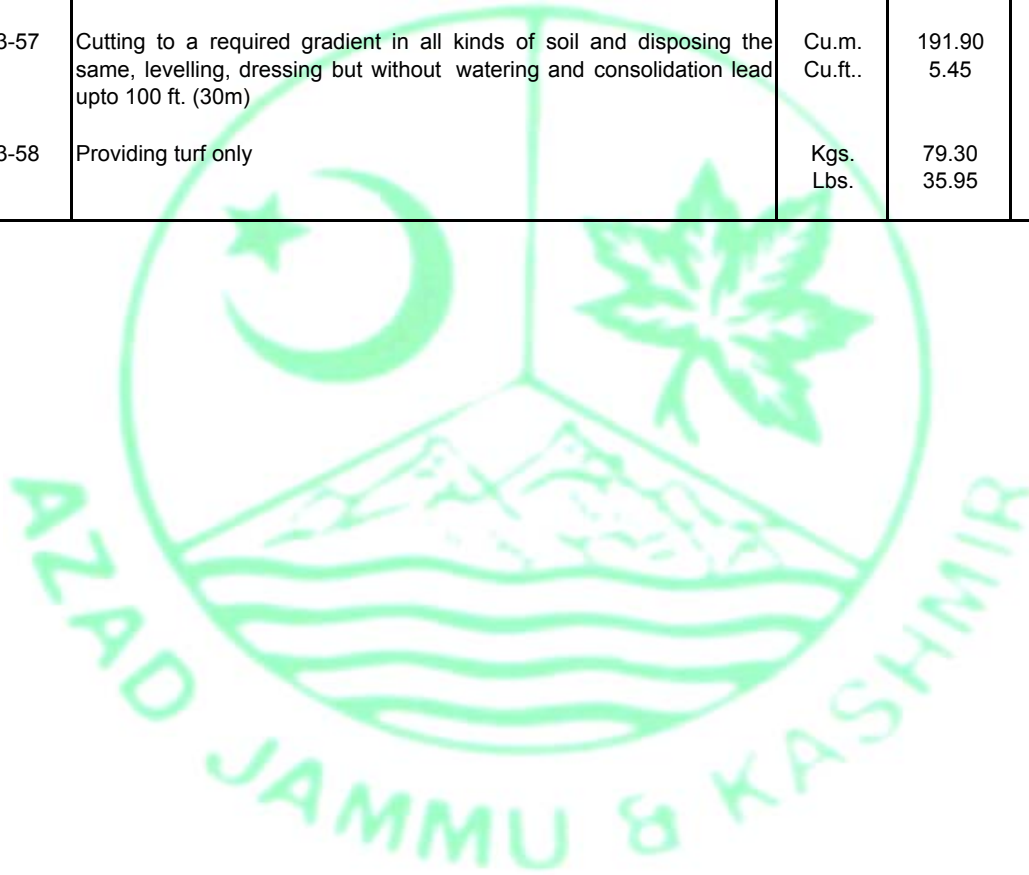 3-57 Cutting to a required gradient in all kinds of soil and disposing the Cu.m. 191.90
same, levelling, dressing but without watering and consolidation lead Cu.ft.. 5.45
upto 100 ft. (30m)
3-58 Providing turf only Kgs. 79.30
Lbs. 35.95
AZAD JAMMU & KASHMIR